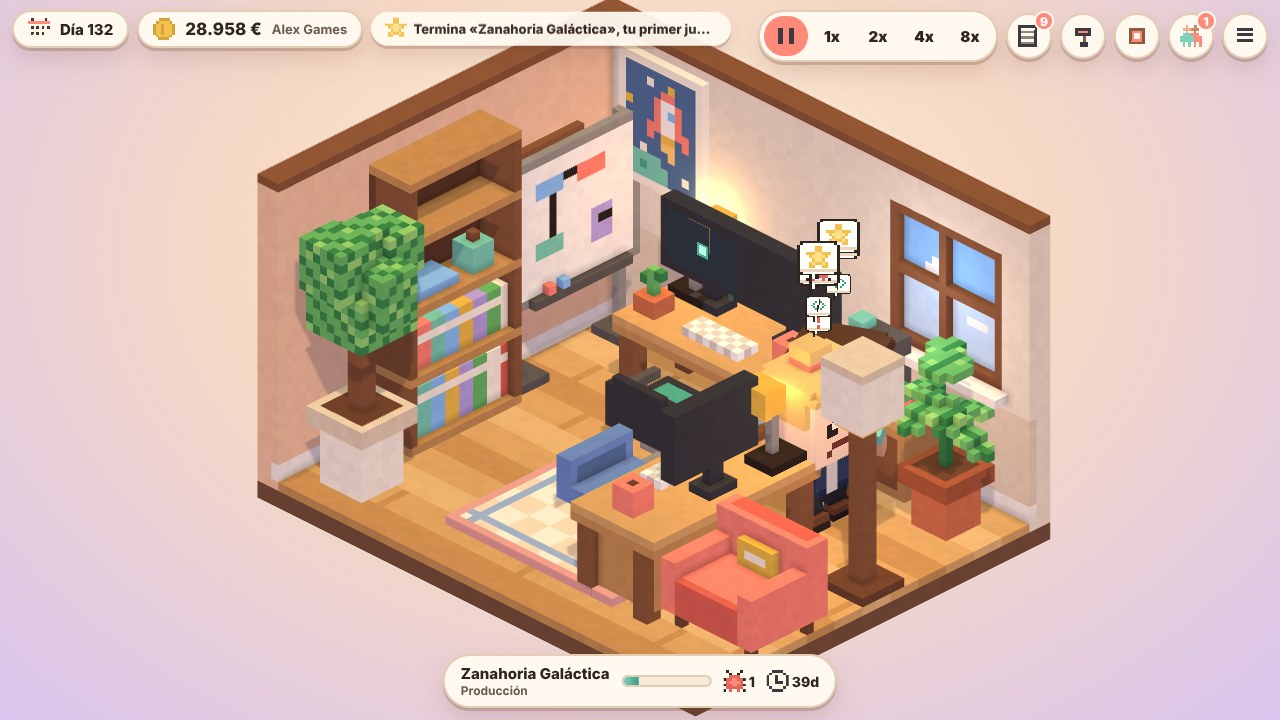 Día 132
28.958 €
Alex Games
Termina «Zanahoria Galáctica», tu primer ju...
1x
2x
4x
8x
9
1
Zanahoria Galáctica
Producción
1
39d